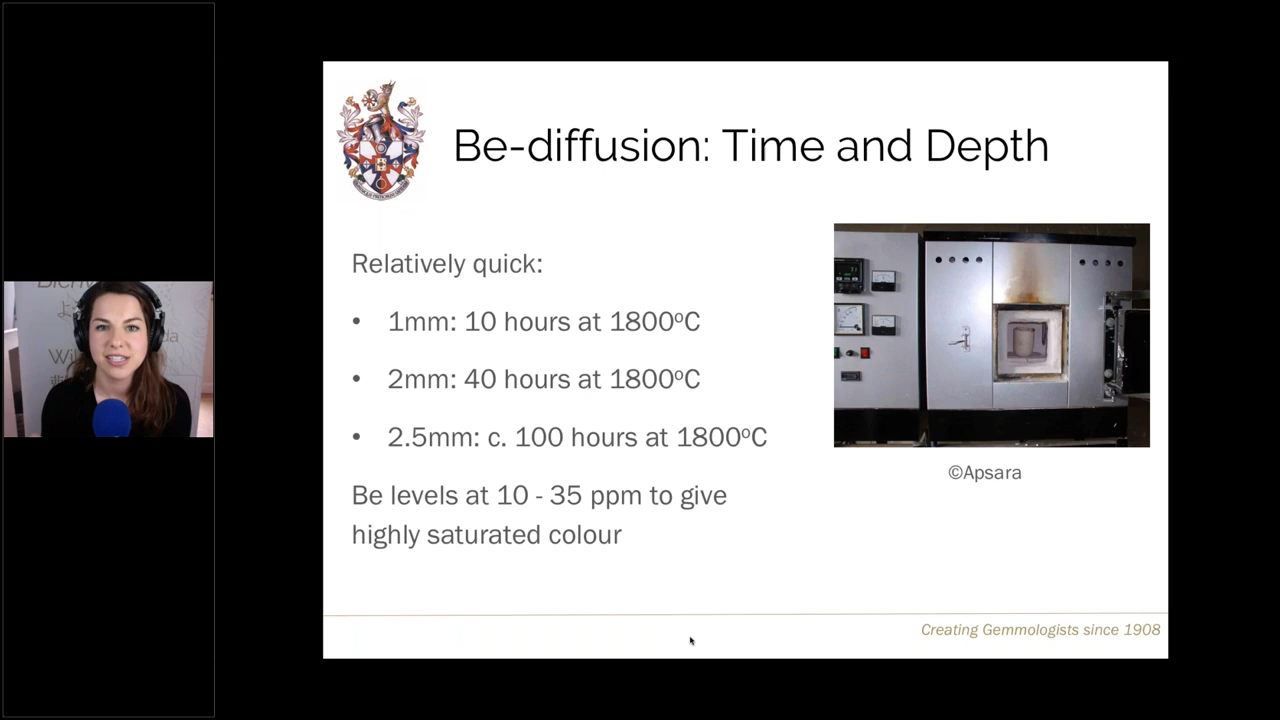 Be-diffusion: Time and Depth
Relatively quick:
• 1mm: 10 hours at 1800ºC
• 2mm: 40 hours at 1800ºC
• 2.5mm: c. 100 hours at 1800ºC
Be levels at 10 - 35 ppm to give
highly saturated colour
©Apsara
Creating Gemmologists since 1908